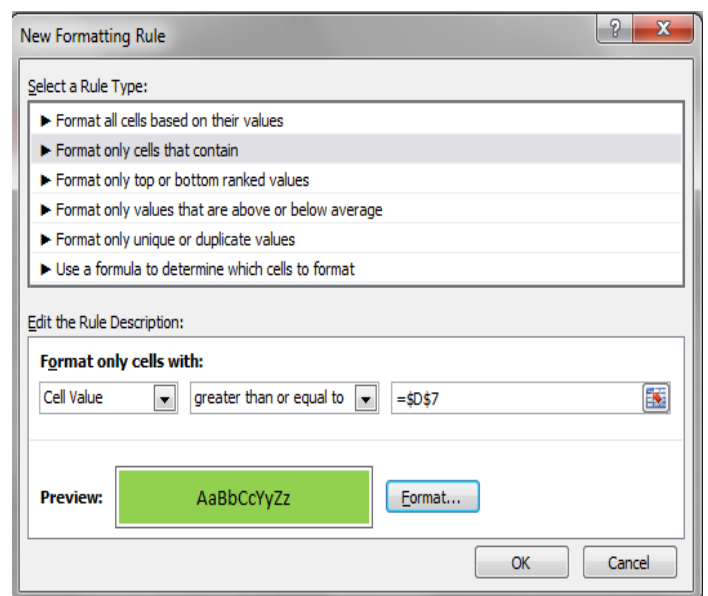 New Formatting Rule
Select a Rule Type:
► Format all cells based on their values
► Format only cells that contain
► Format only top or bottom ranked values
► Format only values that are above or below average
► Format only unique or duplicate values
► Use a formula to determine which cells to format
Edit the Rule Description:
Format only cells with:
Cell Value greater than or equal to =$D$7
Preview: AaBbCcYyZz Format...
OK Cancel